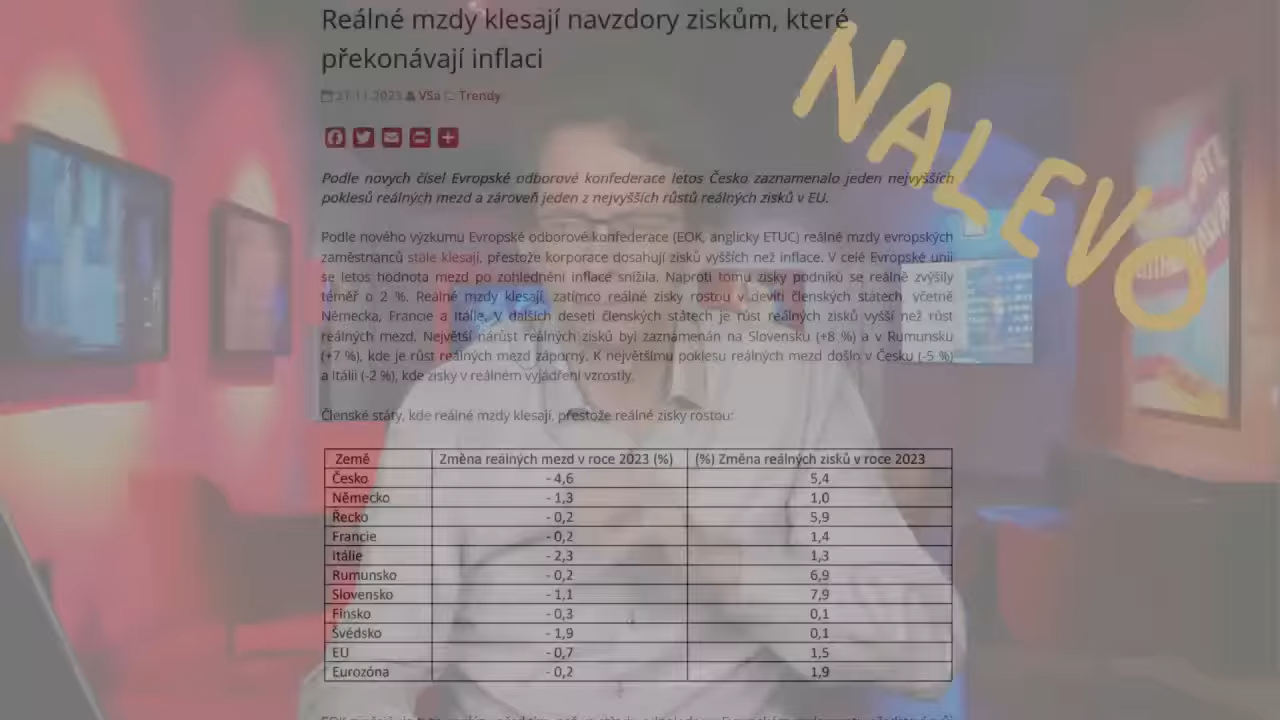 Reálné mzdy klesají navzdory ziskům, které
překonávají inflaci
21.11.2023 VSa Trendy
NALEVO
Podle novych čísel Evropské odborové konfederace letos Česko zaznamenalo jeden nejvyšších
poklesů reálných mezd a zároveň jeden z nejvyšších růstů reálných zisků v EU.
Podle nového výzkumu Evropské odborové konfederace (EOK, anglicky ETUC) reálné mzdy evropských
zaměstnanců stále klesají, přestože korporace dosahují zisků vyšších než inflace. V celé Evropské unii
se letos hodnota mezd po zohlednění inflace snížila. Naproti tomu zisky podniků se reálně zvýšily
téměř o 2 %. Reálné mzdy klesají, zatímco reálné zisky rostou v devíti členských státech, včetně
Německa, Francie a Itálie. V dalších deseti členských státech je růst reálných zisků vyšší než růst
reálných mezd. Největší nárůst reálných zisků byl zaznamenán na Slovensku (+8 %) a v Rumunsku
(+7 %), kde je růst reálných mezd záporný. K největšímu poklesu reálných mezd došlo v Česku (-5 %)
a Itálii (-2 %), kde zisky v reálném vyjádření vzrostly.
Členské státy, kde reálné mzdy klesají, přestože reálné zisky rostou:
Země Změna reálných mezd v roce 2023 (%) (%) Změna reálných zisků v roce 2023
Česko - 4,6 5,4
Německo - 1,3 1,0
Řecko - 0,2 5,9
Francie - 0,2 1,4
Itálie - 2,3 1,3
Rumunsko - 0,2 6,9
Slovensko - 1,1 7,9
Finsko - 0,3 0,1
Švédsko - 1,9 0,1
EU - 0,7 1,5
Eurozóna - 0,2 1,9